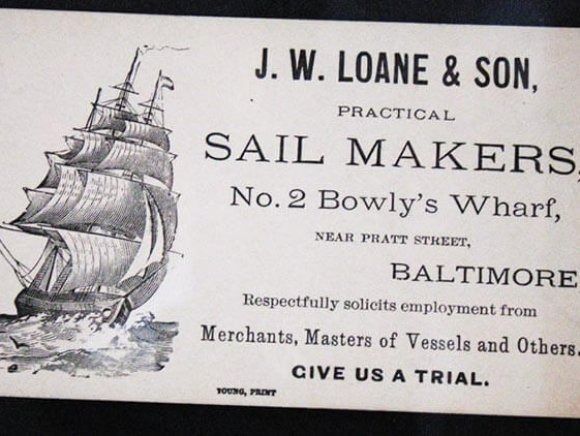 J. W. LOANE & SON,
PRACTICAL
SAIL MAKERS,
No. 2 Bowly's Wharf,
NEAR PRATT STREET,
BALTIMORE
Respectfully solicits employment from
Merchants, Masters of Vessels and Others.
GIVE US A TRIAL.
YOUNG, PRINT